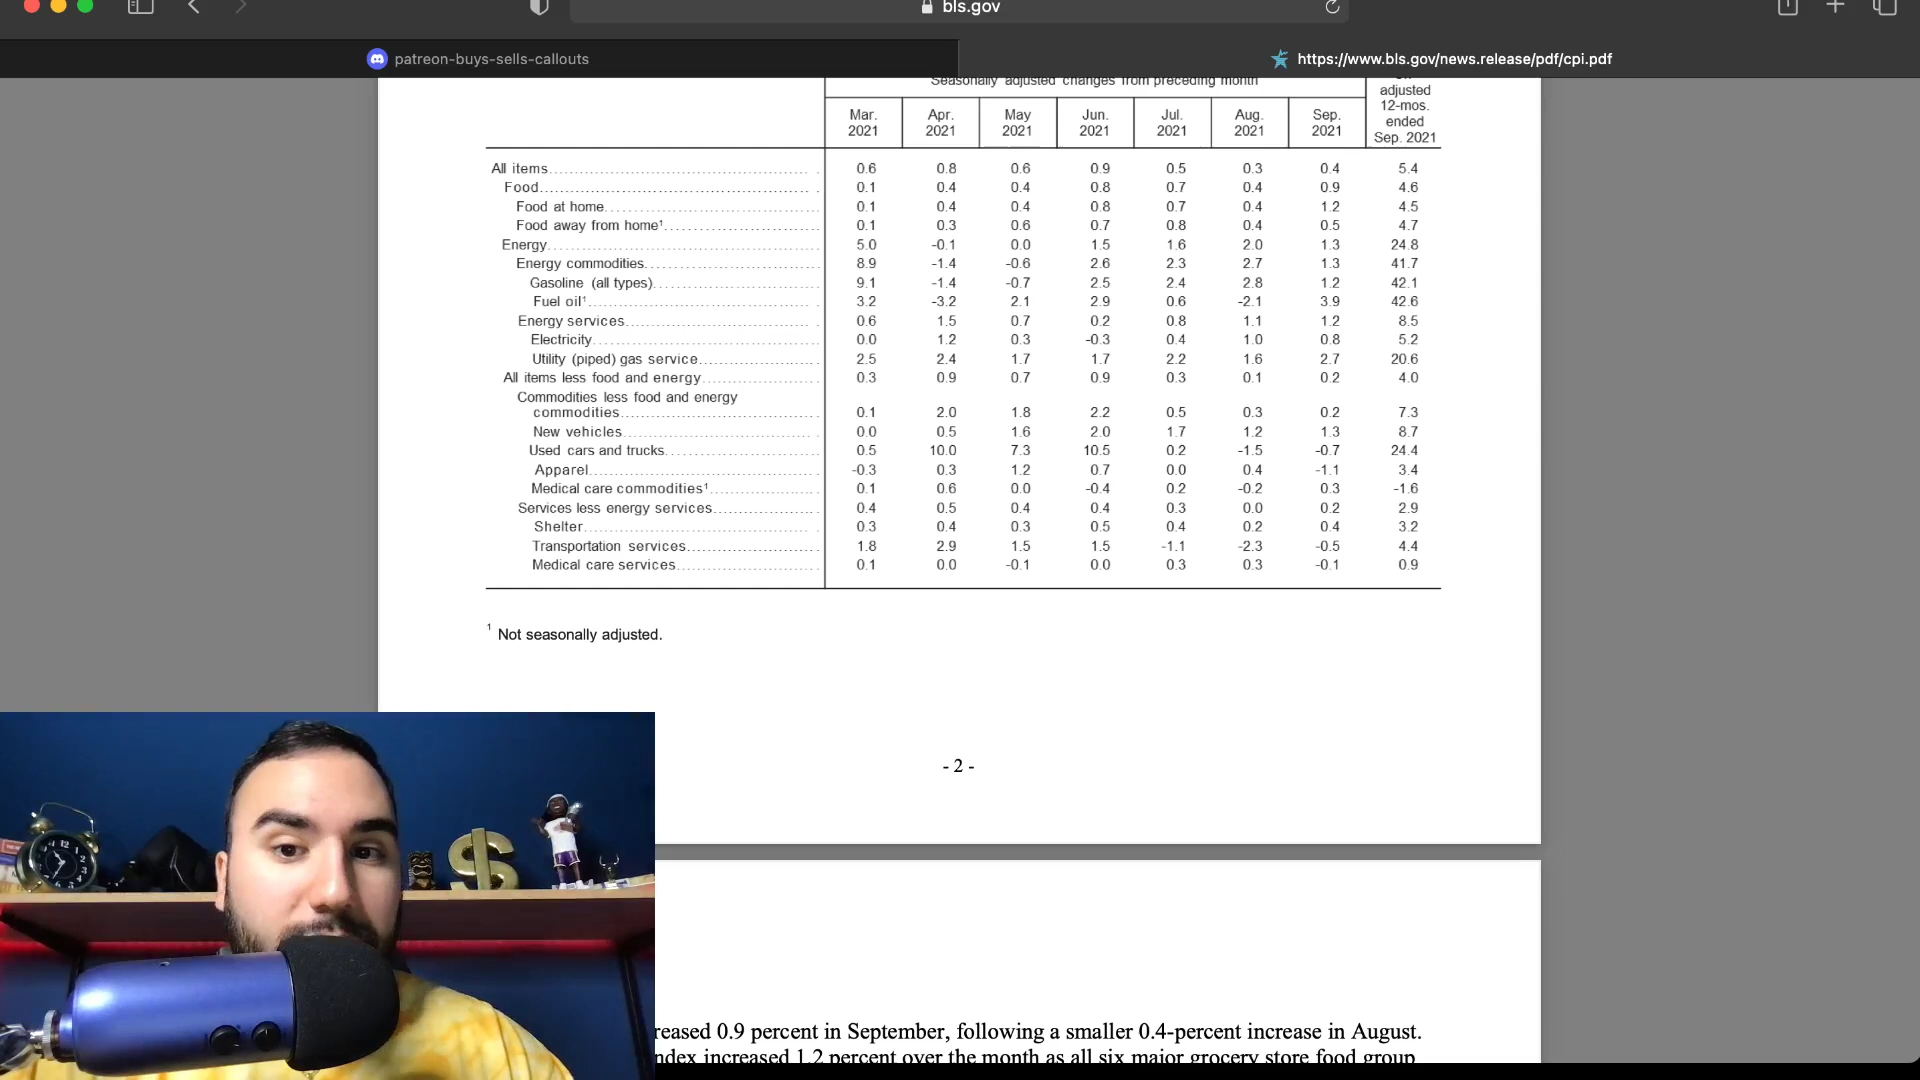 bls.gov
patreon-buys-sells-callouts
https://www.bls.gov/news.release/pdf/cpi.pdf
Seasonally adjusted changes from preceding month
adjusted
12-mos.
ended
Sep. 2021
Mar. 2021 Apr. 2021 May 2021 Jun. 2021 Jul. 2021 Aug. 2021 Sep. 2021
All items 0.6 0.8 0.6 0.9 0.5 0.3 0.4 5.4
Food 0.1 0.4 0.4 0.8 0.7 0.4 0.9 4.6
Food at home 0.1 0.4 0.4 0.8 0.7 0.4 1.2 4.5
Food away from home¹ 0.1 0.3 0.6 0.7 0.8 0.4 0.5 4.7
Energy 5.0 -0.1 0.0 1.5 1.6 2.0 1.3 24.8
Energy commodities 8.9 -1.4 -0.6 2.6 2.3 2.7 1.3 41.7
Gasoline (all types) 9.1 -1.4 -0.7 2.5 2.4 2.8 1.2 42.1
Fuel oil¹ 3.2 -3.2 2.1 2.9 0.6 -2.1 3.9 42.6
Energy services 0.6 1.5 0.7 0.2 0.8 1.1 1.2 8.5
Electricity 0.0 1.2 0.3 -0.3 0.4 1.0 0.8 5.2
Utility (piped) gas service 2.5 2.4 1.7 1.7 2.2 1.6 2.7 20.6
All items less food and energy 0.3 0.9 0.7 0.9 0.3 0.1 0.2 4.0
Commodities less food and energy
commodities 0.1 2.0 1.8 2.2 0.5 0.3 0.2 7.3
New vehicles 0.0 0.5 1.6 2.0 1.7 1.2 1.3 8.7
Used cars and trucks 0.5 10.0 7.3 10.5 0.2 -1.5 -0.7 24.4
Apparel -0.3 0.3 1.2 0.7 0.0 0.4 -1.1 3.4
Medical care commodities¹ 0.1 0.6 0.0 -0.4 0.2 -0.2 0.3 -1.6
Services less energy services 0.4 0.5 0.4 0.4 0.3 0.0 0.2 2.9
Shelter 0.3 0.4 0.3 0.5 0.4 0.2 0.4 3.2
Transportation services 1.8 2.9 1.5 1.5 -1.1 -2.3 -0.5 4.4
Medical care services 0.1 0.0 -0.1 0.0 0.3 0.3 -0.1 0.9
¹ Not seasonally adjusted.
- 2 -
reased 0.9 percent in September, following a smaller 0.4-percent increase in August.
ndex increased 1.2 percent over the month as all six major grocery store food group